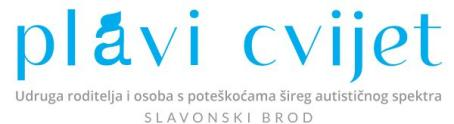 plavi cvijet
Udruga roditelja i osoba s poteškoćama šireg autističnog spektra
SLAVONSKI BROD